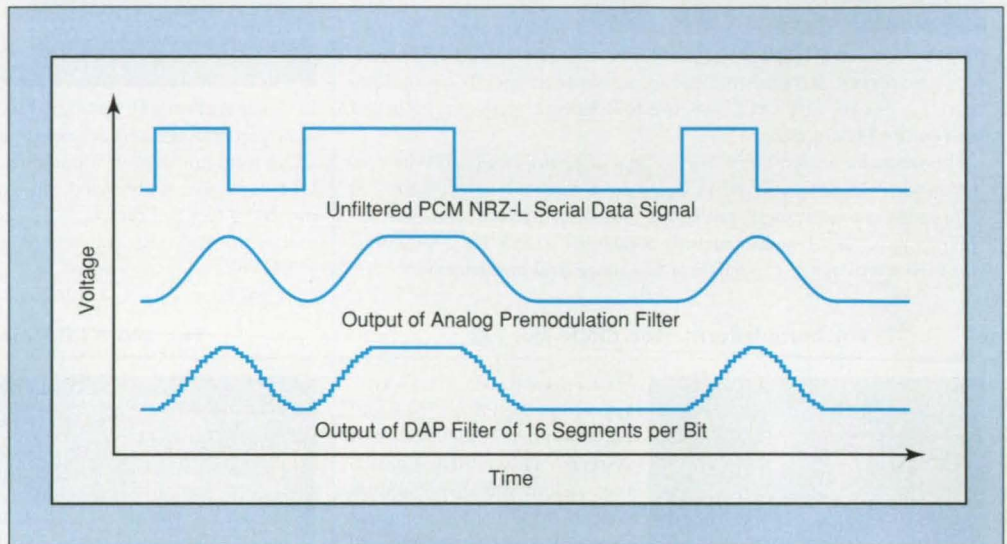 Voltage
Unfiltered PCM NRZ-L Serial Data Signal
Output of Analog Premodulation Filter
Output of DAP Filter of 16 Segments per Bit
Time